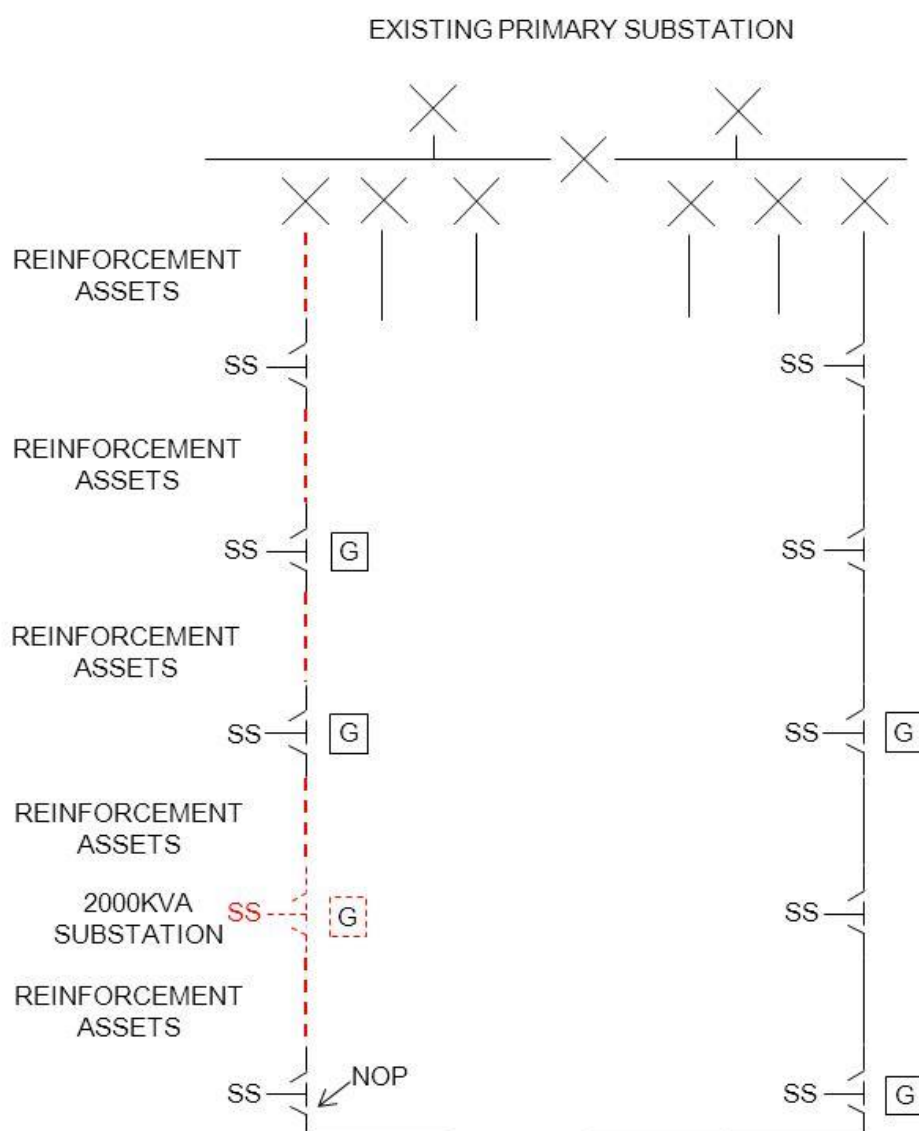 EXISTING PRIMARY SUBSTATION
REINFORCEMENT
ASSETS
SS
SS
REINFORCEMENT
ASSETS
SS
G
SS
REINFORCEMENT
ASSETS
SS
G
SS
G
REINFORCEMENT
ASSETS
2000KVA
SUBSTATION
SS
G
SS
REINFORCEMENT
ASSETS
NOP
SS
SS
G